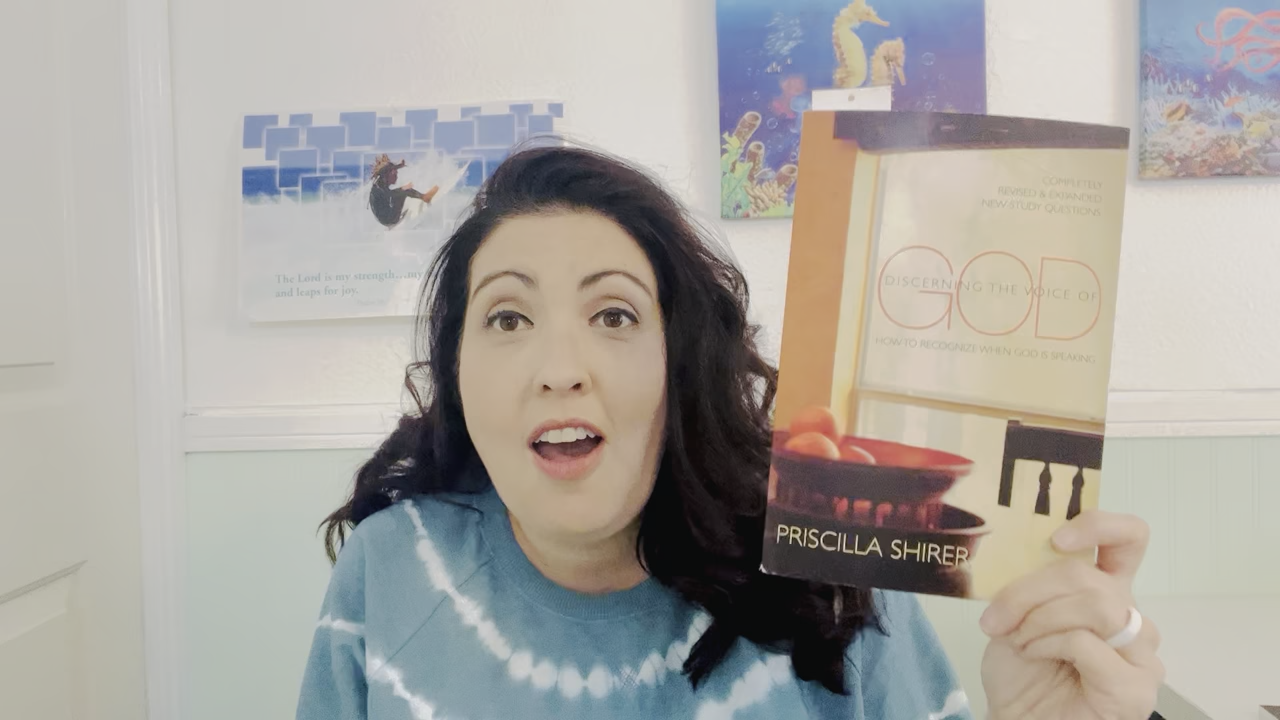 The Lord is my strength...my
and leaps for joy.
COMPLETELY
REVISED & EXPANDED
NEW STUDY QUESTIONS
DISCERNING THE VOICE OF
GOD
HOW TO RECOGNIZE WHEN GOD IS SPEAKING
PRISCILLA SHIRER